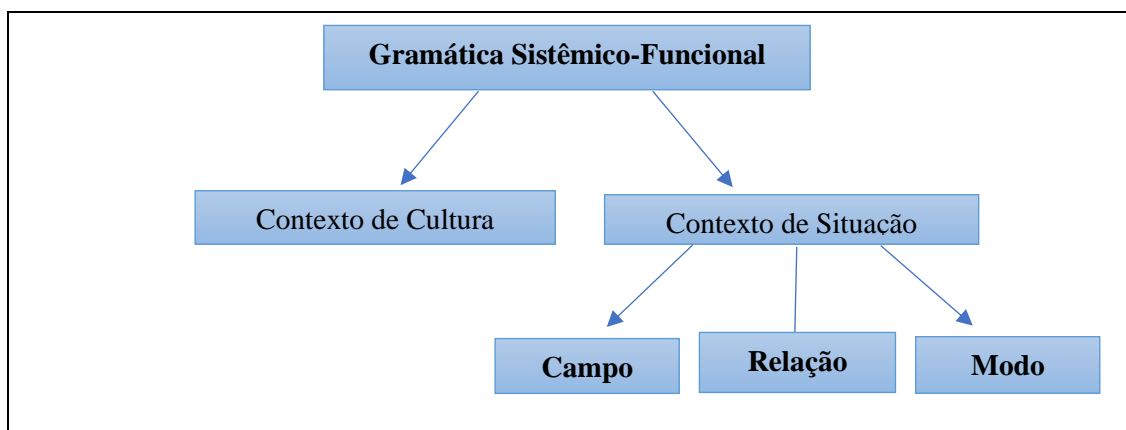 Gramática Sistêmico-Funcional
Contexto de Cultura
Contexto de Situação
Campo
Relação
Modo